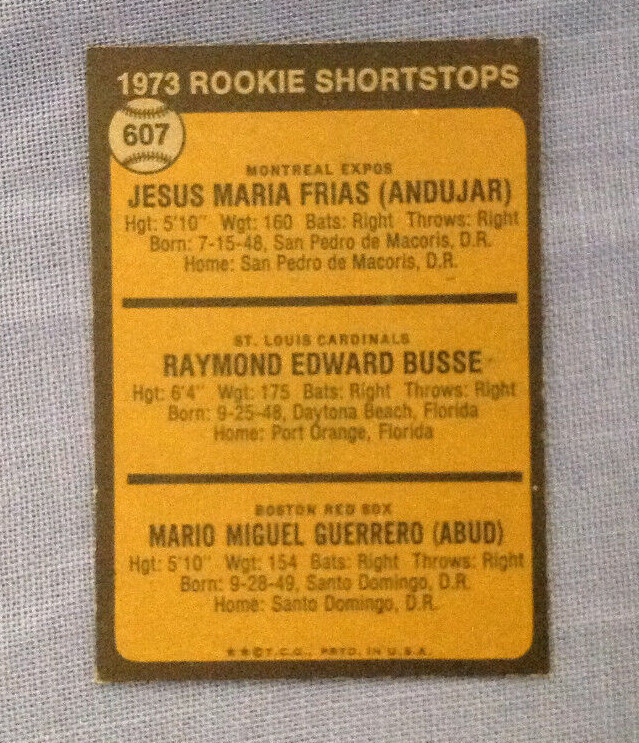 1973 ROOKIE SHORTSTOPS
607
MONTREAL EXPOS
JESUS MARIA FRIAS (ANDUJAR)
Hgt: 5'10" Wgt: 160 Bats: Right Throws: Right
Born: 7-15-48, San Pedro de Macoris, D.R.
Home: San Pedro de Macoris, D.R.
ST. LOUIS CARDINALS
RAYMOND EDWARD BUSSE
Hgt: 6'4" Wgt: 175 Bats: Right Throws: Right
Born: 9-25-48, Daytona Beach, Florida
Home: Port Orange, Florida
BOSTON RED SOX
MARIO MIGUEL GUERRERO (ABUD)
Hgt: 5'10" Wgt: 154 Bats: Right Throws: Right
Born: 9-28-49, Santo Domingo, D.R.
Home: Santo Domingo, D.R.
★★©T.C.G., PRTD. IN U.S.A.